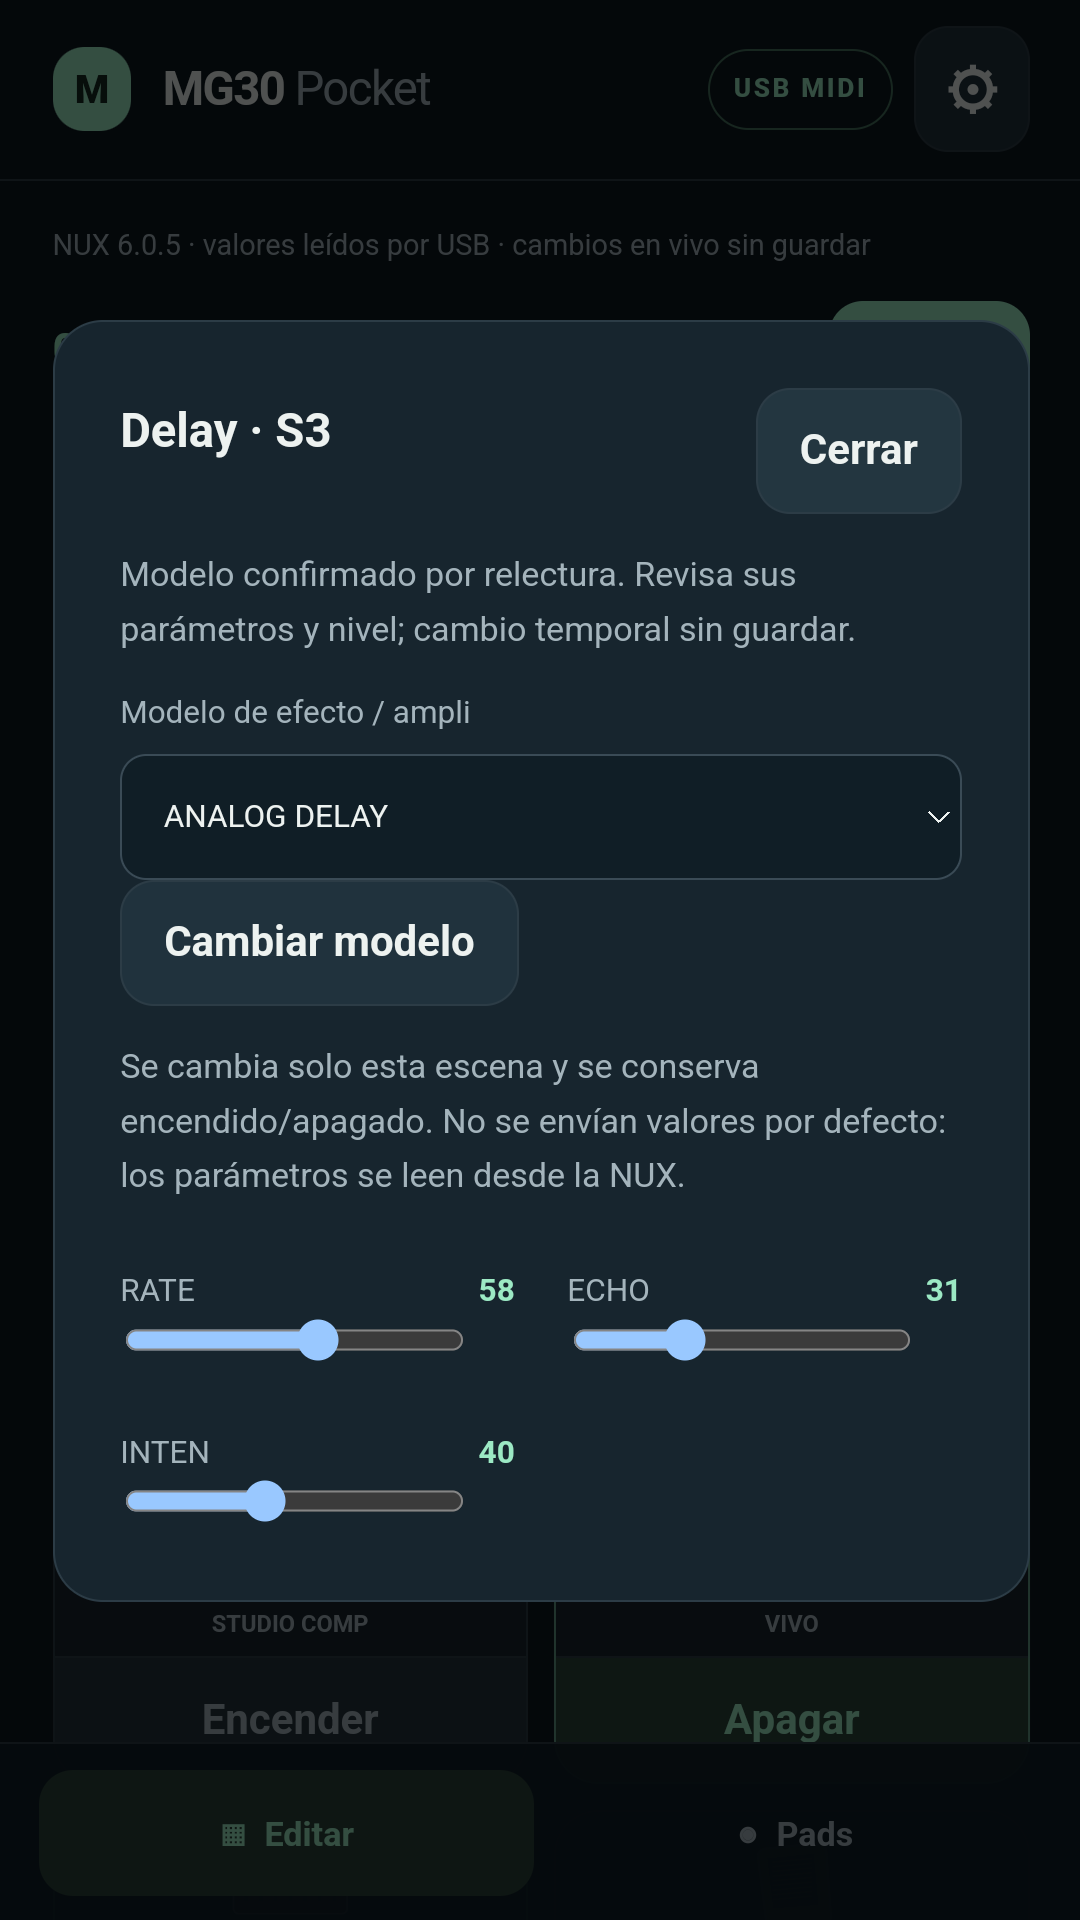 M MG30 Pocket USB MIDI
NUX 6.0.5 · valores leídos por USB · cambios en vivo sin guardar
Delay · S3
Cerrar
Modelo confirmado por relectura. Revisa sus
parámetros y nivel; cambio temporal sin guardar.
Modelo de efecto / ampli
ANALOG DELAY
Cambiar modelo
Se cambia solo esta escena y se conserva
encendido/apagado. No se envían valores por defecto:
los parámetros se leen desde la NUX.
RATE 58 ECHO 31
INTEN 40
STUDIO COMP VIVO
Encender Apagar
Editar Pads